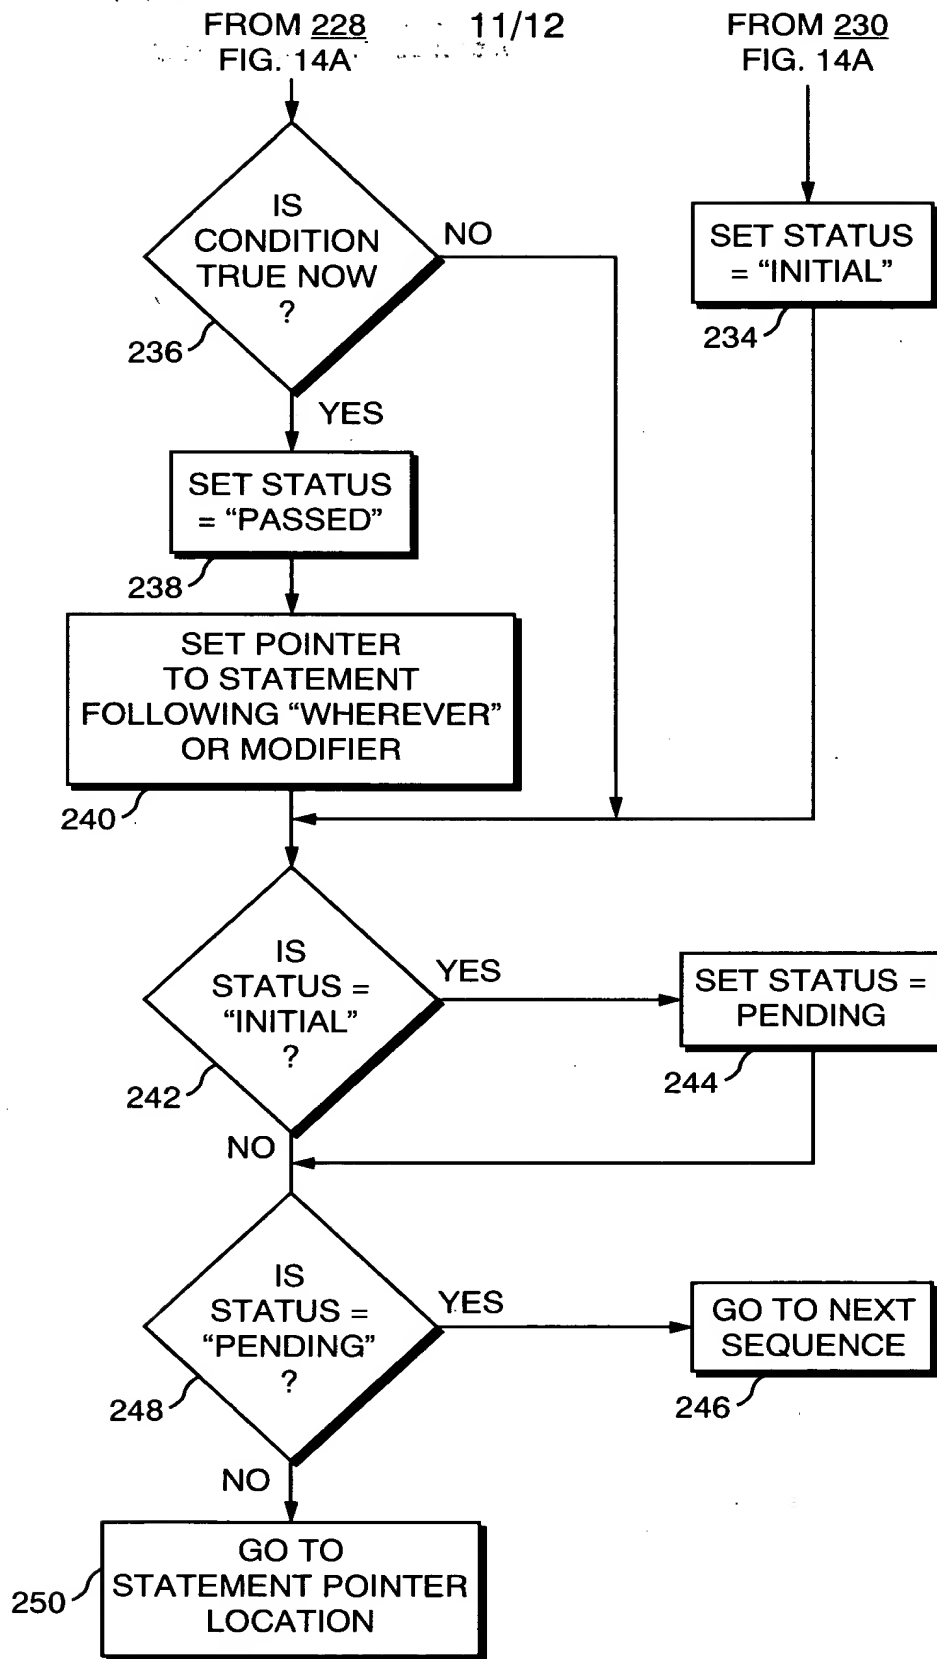 FROM 228
FIG. 14A
11/12
FROM 230
FIG. 14A
IS
CONDITION
TRUE NOW
?
NO
236
YES
SET STATUS
= “INITIAL”
234
SET STATUS
= “PASSED”
238
SET POINTER
TO STATEMENT
FOLLOWING “WHEREVER”
OR MODIFIER
240
IS
STATUS =
“INITIAL”
?
YES
242
NO
SET STATUS =
PENDING
244
IS
STATUS =
“PENDING”
?
YES
248
NO
GO TO NEXT
SEQUENCE
246
GO TO
STATEMENT POINTER
LOCATION
250